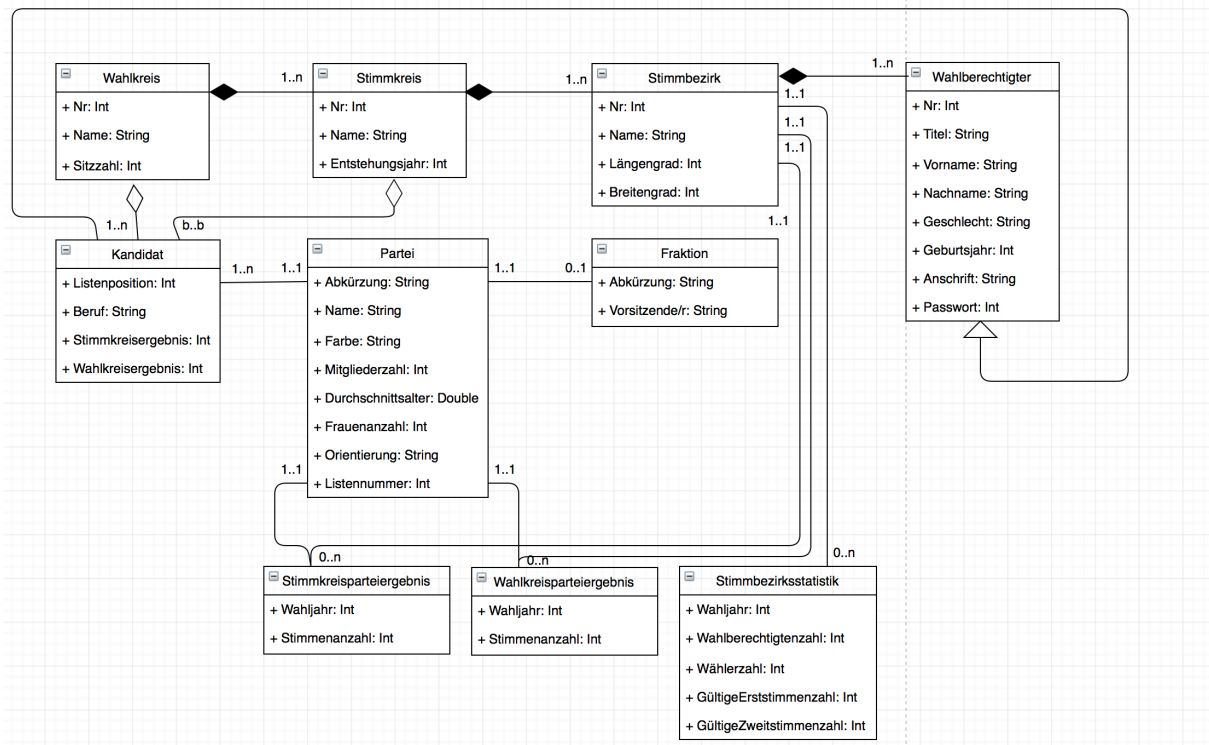 Wahlkreis
+ Nr: Int
+ Name: String
+ Sitzzahl: Int
1..n
Stimmkreis
+ Nr: Int
+ Name: String
+ Entstehungsjahr: Int
1..n
Stimmbezirk
+ Nr: Int
+ Name: String
+ Längengrad: Int
+ Breitengrad: Int
1..n
1..1
1..1
1..1
1..1
Wahlberechtigter
+ Nr: Int
+ Titel: String
+ Vorname: String
+ Nachname: String
+ Geschlecht: String
+ Geburtsjahr: Int
+ Anschrift: String
+ Passwort: Int
1..n
b..b
Kandidat
+ Listenposition: Int
+ Beruf: String
+ Stimmkreisergebnis: Int
+ Wahlkreisergebnis: Int
1..n
1..1
Partei
+ Abkürzung: String
+ Name: String
+ Farbe: String
+ Mitgliederzahl: Int
+ Durchschnittsalter: Double
+ Frauenanzahl: Int
+ Orientierung: String
+ Listennummer: Int
1..1
0..1
Fraktion
+ Abkürzung: String
+ Vorsitzende/r: String
1..1
1..1
0..n
0..n
0..n
Stimmkreisparteiergebnis
+ Wahljahr: Int
+ Stimmenanzahl: Int
Wahlkreisparteiergebnis
+ Wahljahr: Int
+ Stimmenanzahl: Int
Stimmbezirksstatistik
+ Wahljahr: Int
+ Wahlberechtigtenzahl: Int
+ Wählerzahl: Int
+ GültigeErststimmenzahl: Int
+ GültigeZweitstimmenzahl: Int